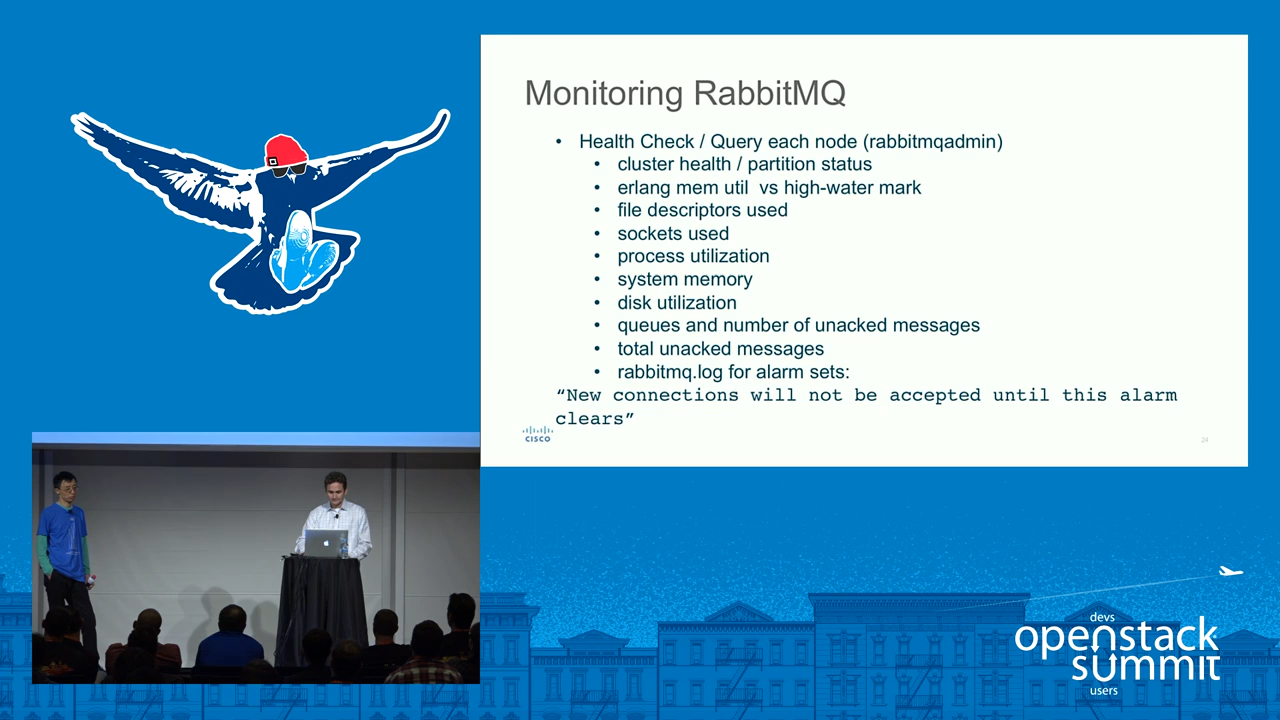 Monitoring RabbitMQ
• Health Check / Query each node (rabbitmqadmin)
• cluster health / partition status
• erlang mem util vs high-water mark
• file descriptors used
• sockets used
• process utilization
• system memory
• disk utilization
• queues and number of unacked messages
• total unacked messages
• rabbitmq.log for alarm sets:
“New connections will not be accepted until this alarm
clears”
CISCO
24
devs
openstack
summit
users